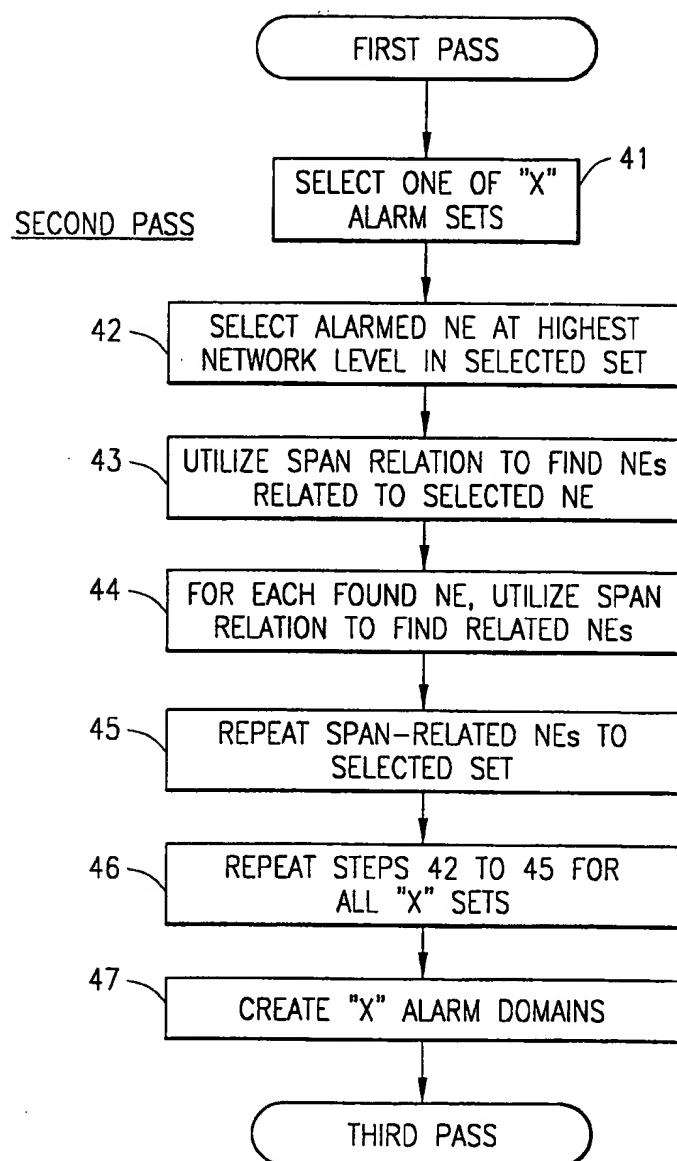 FIRST PASS
41
SELECT ONE OF "X"
ALARM SETS
SECOND PASS
42
SELECT ALARMED NE AT HIGHEST
NETWORK LEVEL IN SELECTED SET
43
UTILIZE SPAN RELATION TO FIND NEs
RELATED TO SELECTED NE
44
FOR EACH FOUND NE, UTILIZE SPAN
RELATION TO FIND RELATED NEs
45
REPEAT SPAN-RELATED NEs TO
SELECTED SET
46
REPEAT STEPS 42 TO 45 FOR
ALL "X" SETS
47
CREATE "X" ALARM DOMAINS
THIRD PASS